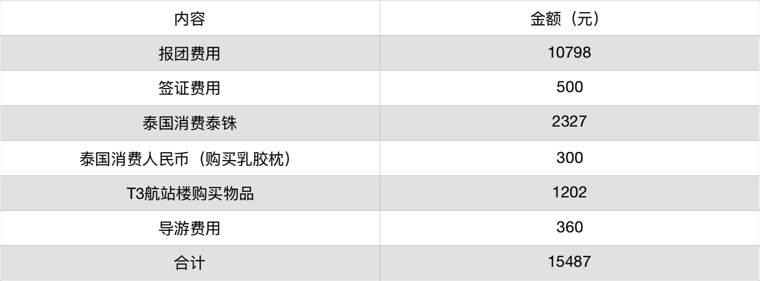 内容 金额（元）
报团费用 10798
签证费用 500
泰国消费泰铢 2327
泰国消费人民币（购买乳胶枕） 300
T3航站楼购买物品 1202
导游费用 360
合计 15487